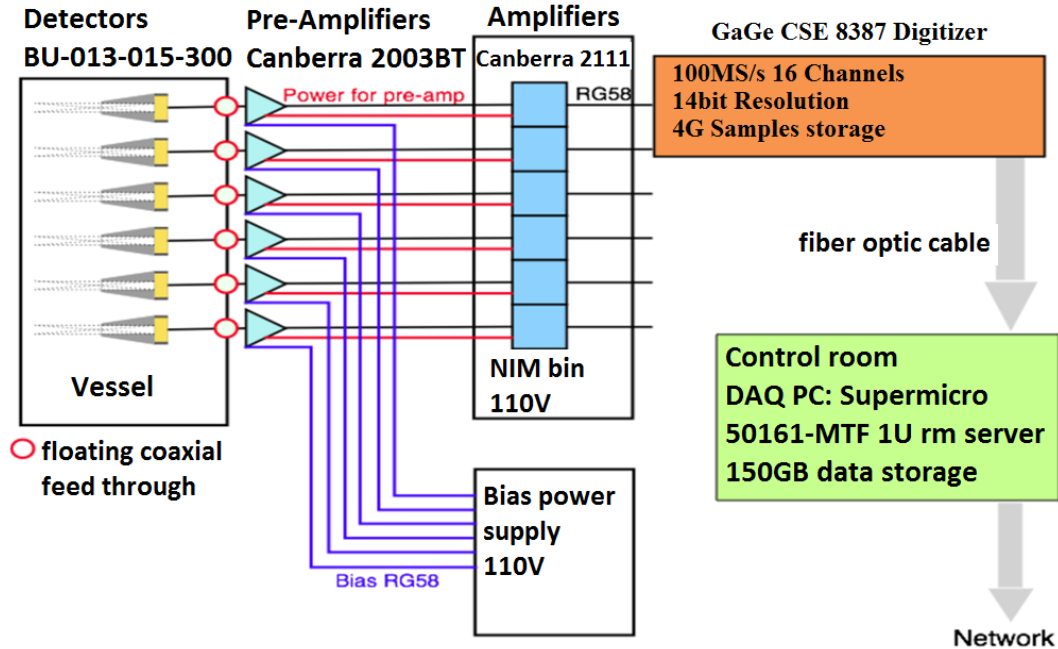 Detectors
BU-013-015-300
Pre-Amplifiers
Canberra 2003BT
Amplifiers
Canberra 2111
GaGe CSE 8387 Digitizer
100MS/s 16 Channels
14bit Resolution
4G Samples storage
Power for pre-amp
RG58
fiber optic cable
Vessel
NIM bin
110V
floating coaxial
feed through
Control room
DAQ PC: Supermicro
50161-MTF 1U rm server
150GB data storage
Bias power
supply
110V
Bias RG58
Network